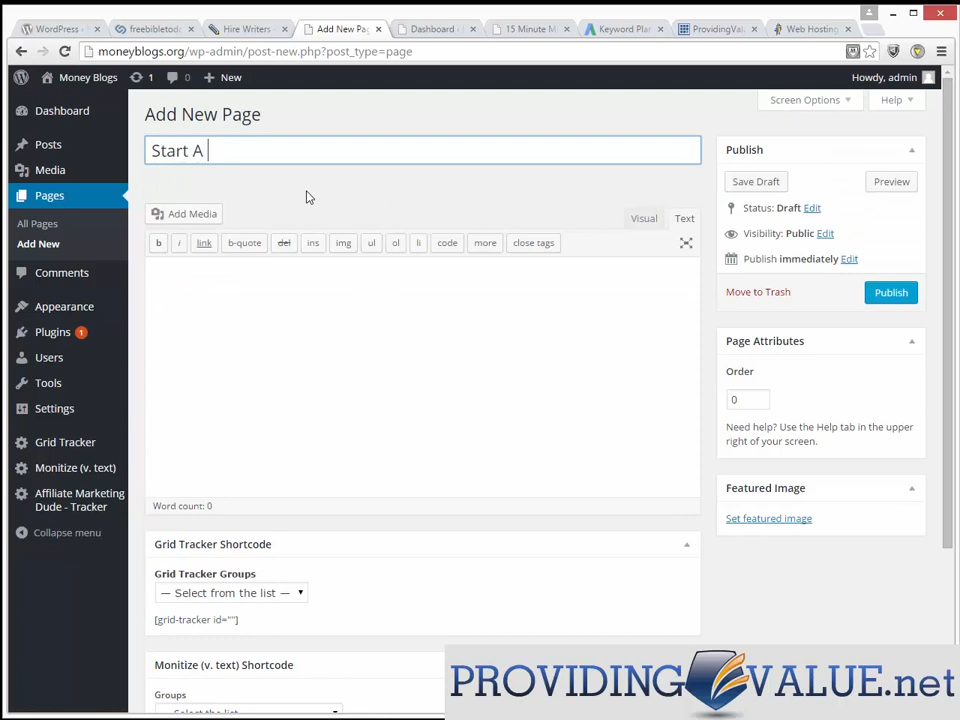 WordPress ‹
freebibletod
Hire Writers -
Add New Pag
Dashboard ‹
15 Minute M
Keyword Plan
ProvidingVal
Web Hosting
moneyblogs.org/wp-admin/post-new.php?post_type=page
Money Blogs 1 0 New Howdy, admin
Dashboard
Posts
Media
Pages
All Pages
Add New
Comments
Appearance
Plugins 1
Users
Tools
Settings
Grid Tracker
Monitize (v. text)
Affiliate Marketing
Dude - Tracker
Collapse menu
Screen Options Help
Add New Page
Start A
Add Media
Visual Text
b i link b-quote del ins img ul ol li code more close tags
Word count: 0
Grid Tracker Shortcode
Grid Tracker Groups
— Select from the list —
[grid-tracker id=""]
Monitize (v. text) Shortcode
Groups
Select the list
Publish
Save Draft Preview
Status: Draft Edit
Visibility: Public Edit
Publish immediately Edit
Move to Trash Publish
Page Attributes
Order
0
Need help? Use the Help tab in the upper
right of your screen.
Featured Image
Set featured image
PROVIDING VALUE.net